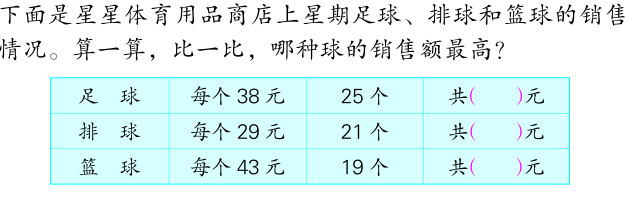 下面是星星体育用品商店上星期足球、排球和篮球的销售
情况。算一算，比一比，哪种球的销售额最高？
足 球 每个 38 元 25 个 共( )元
排 球 每个 29 元 21 个 共( )元
篮 球 每个 43 元 19 个 共( )元